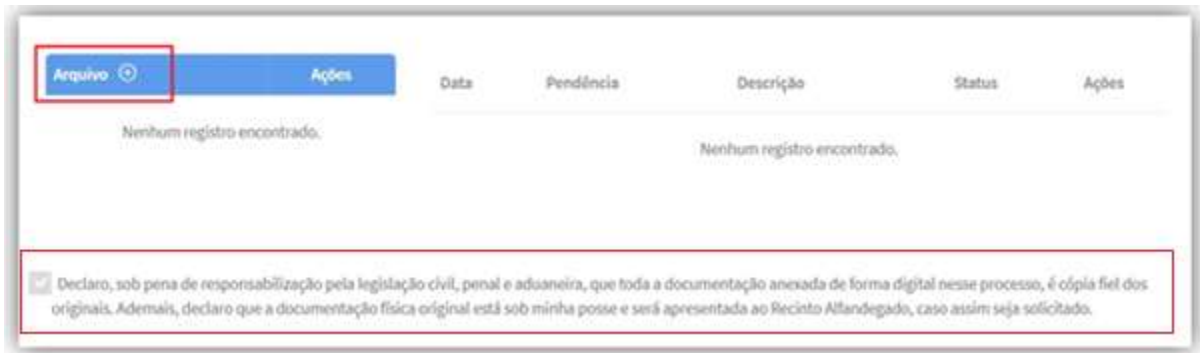 Arquivo Ações
Data Pendência Descrição Status Ações
Nenhum registro encontrado.
Nenhum registro encontrado.
Declaro, sob pena de responsabilização pela legislação civil, penal e aduaneira, que toda a documentação anexada de forma digital nesse processo, é cópia fiel dos
originais. Ademais, declaro que a documentação física original está sob minha posse e será apresentada ao Recinto Alfandegado, caso assim seja solicitado.